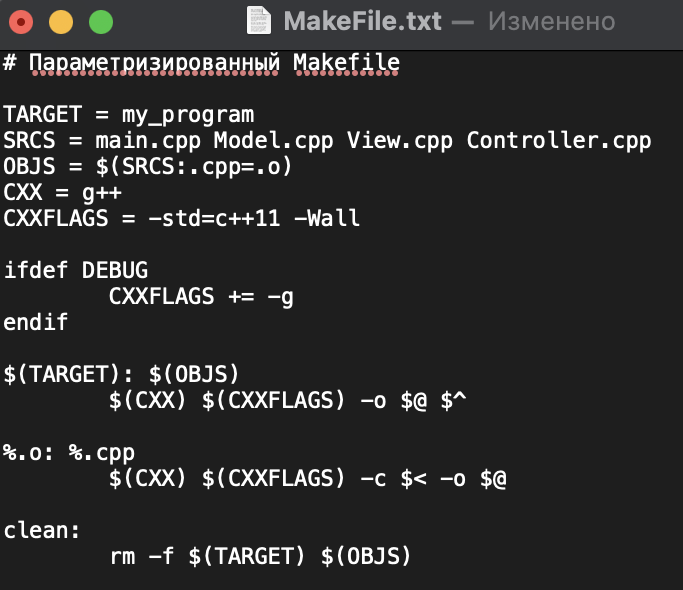 MakeFile.txt — Изменено
# Параметризированный Makefile
TARGET = my_program
SRCS = main.cpp Model.cpp View.cpp Controller.cpp
OBJS = $(SRCS:.cpp=.o)
CXX = g++
CXXFLAGS = -std=c++11 -Wall
ifdef DEBUG
CXXFLAGS += -g
endif
$(TARGET): $(OBJS)
$(CXX) $(CXXFLAGS) -o $@ $^
%.o: %.cpp
$(CXX) $(CXXFLAGS) -c $< -o $@
clean:
rm -f $(TARGET) $(OBJS)